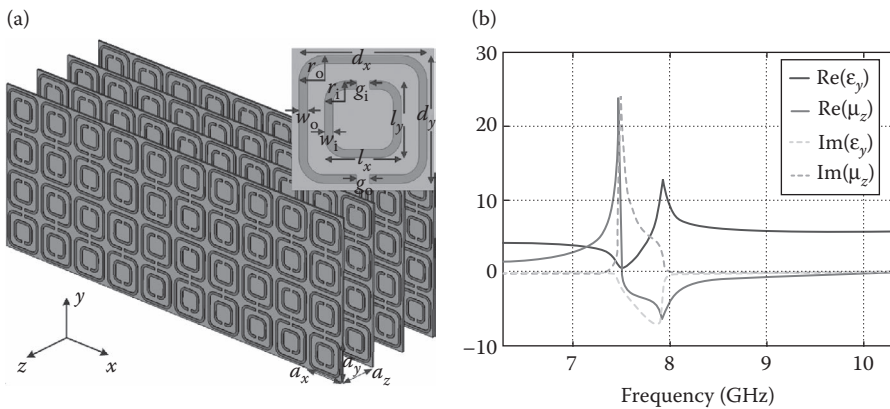 (a)
d_x
r_o
r_i
g_i
w_o
w_i
l_y
d_y
l_x
g_o
y
z
x
a_x
a_y
a_z
(b)
30
20
10
0
−10
7
8
9
10
Frequency (GHz)
Re(ε_y)
Re(μ_z)
Im(ε_y)
Im(μ_z)